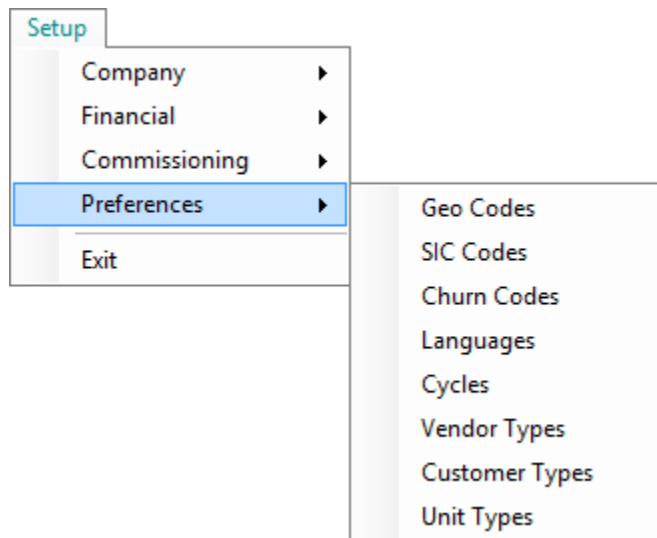 Setup
Company
Financial
Commissioning
Preferences
Exit
Geo Codes
SIC Codes
Churn Codes
Languages
Cycles
Vendor Types
Customer Types
Unit Types